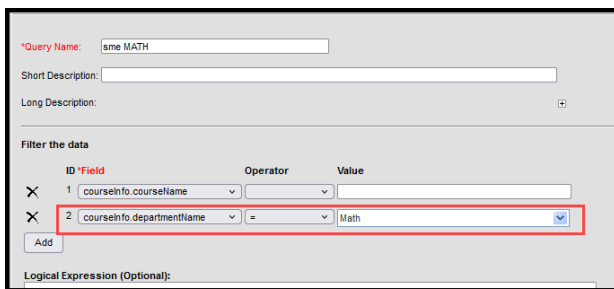 *Query Name: sme MATH
Short Description:
Long Description:
Filter the data
ID *Field Operator Value
1 courseInfo.courseName
2 courseInfo.departmentName = Math
Add
Logical Expression (Optional):